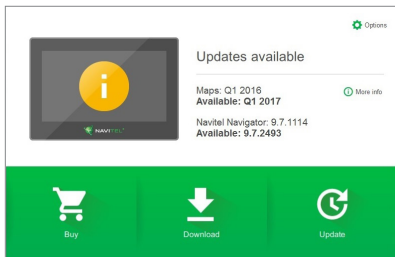 Options
Updates available
Maps: Q1 2016
Available: Q1 2017
More info
Navitel Navigator: 9.7.1114
Available: 9.7.2493
NAVITEL
Buy
Download
Update